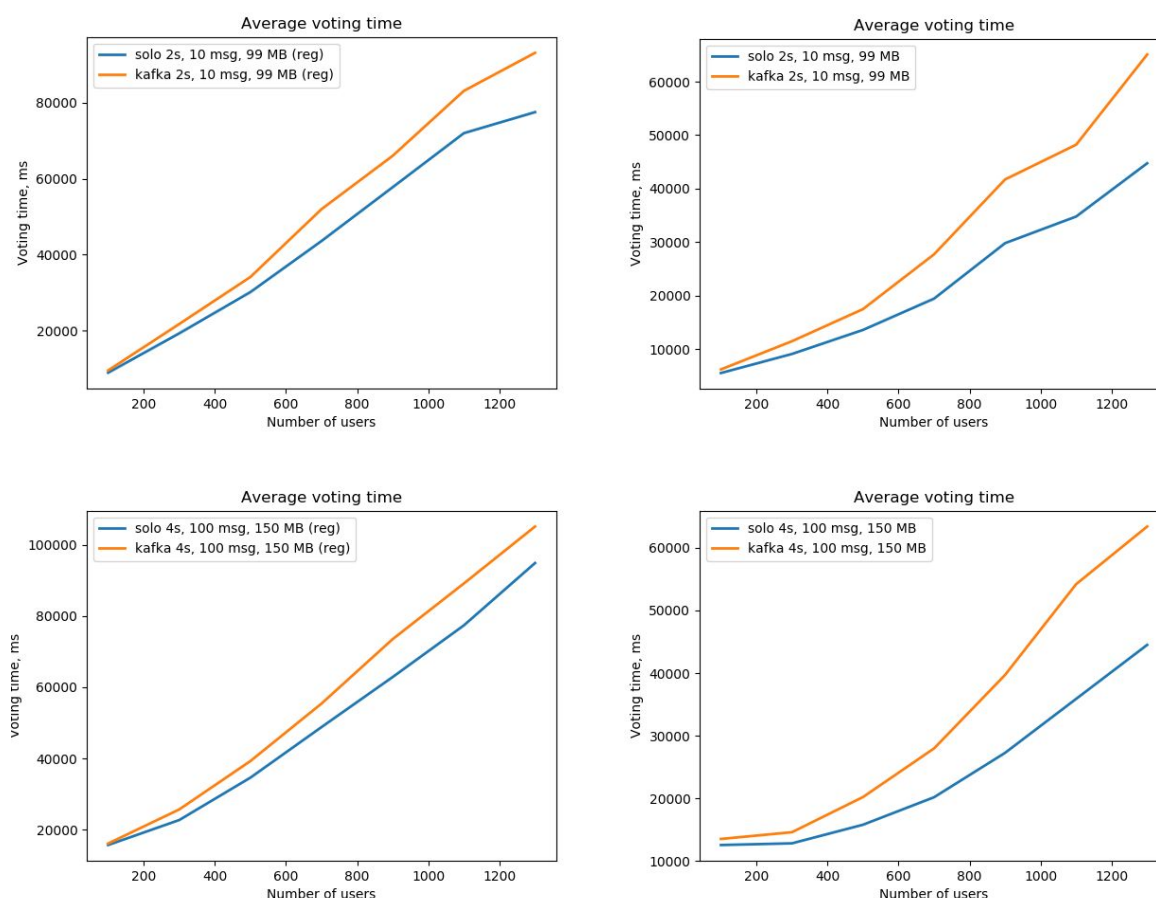 Average voting time
solo 2s, 10 msg, 99 MB (reg)
kafka 2s, 10 msg, 99 MB (reg)
Voting time, ms
80000
60000
40000
20000
200 400 600 800 1000 1200
Number of users
Average voting time
solo 2s, 10 msg, 99 MB
kafka 2s, 10 msg, 99 MB
Voting time, ms
60000
50000
40000
30000
20000
10000
200 400 600 800 1000 1200
Number of users
Average voting time
solo 4s, 100 msg, 150 MB (reg)
kafka 4s, 100 msg, 150 MB (reg)
voting time, ms
100000
80000
60000
40000
20000
200 400 600 800 1000 1200
Number of users
Average voting time
solo 4s, 100 msg, 150 MB
kafka 4s, 100 msg, 150 MB
Voting time, ms
60000
50000
40000
30000
20000
10000
200 400 600 800 1000 1200
Number of users